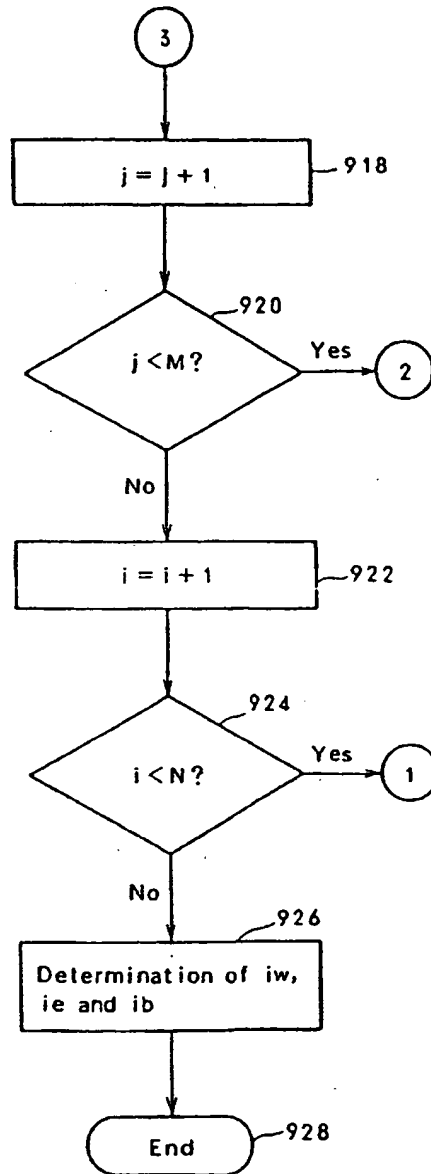 3
j = j + 1
918
920
j < M ?
Yes
2
No
i = i + 1
922
924
i < N ?
Yes
1
No
926
Determination of iw,
ie and ib
End
928